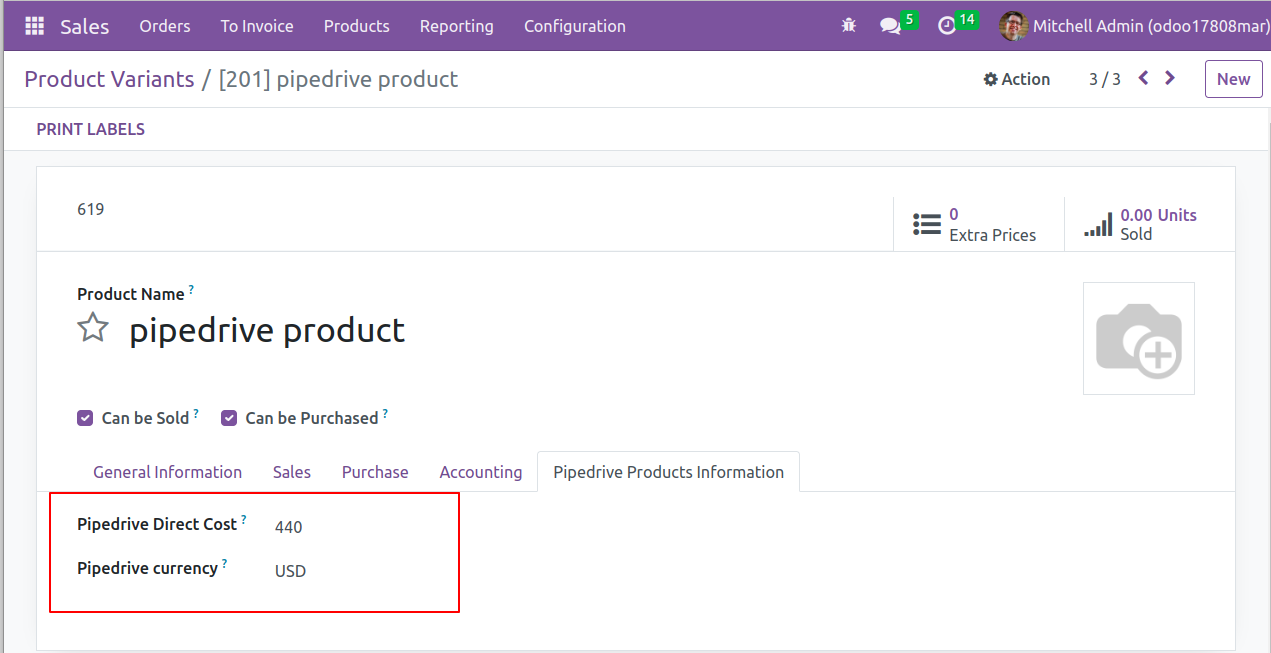 Sales Orders To Invoice Products Reporting Configuration 5 14 Mitchell Admin (odoo17808mar)
Product Variants / [201] pipedrive product Action 3 / 3 New
PRINT LABELS
619
0
Extra Prices
0.00 Units
Sold
Product Name ?
pipedrive product
Can be Sold ? Can be Purchased ?
General Information Sales Purchase Accounting Pipedrive Products Information
Pipedrive Direct Cost ? 440
Pipedrive currency ? USD